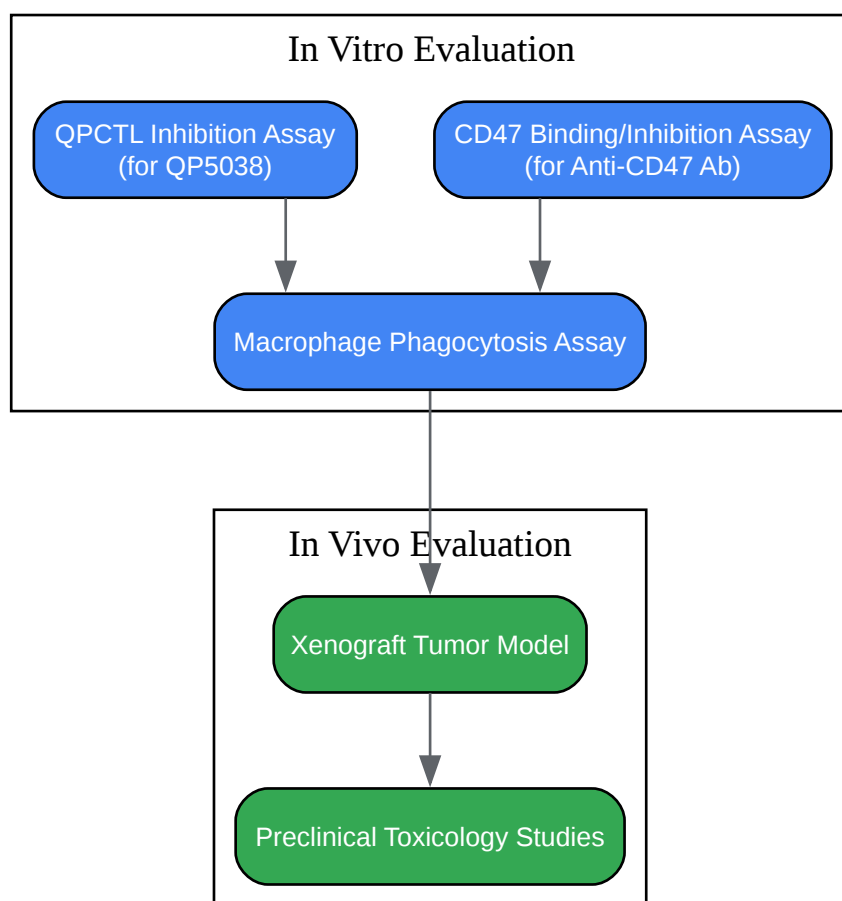 In Vitro Evaluation
QPCTL Inhibition Assay
(for QP5038)
CD47 Binding/Inhibition Assay
(for Anti-CD47 Ab)
Macrophage Phagocytosis Assay
In Vivo Evaluation
Xenograft Tumor Model
Preclinical Toxicology Studies